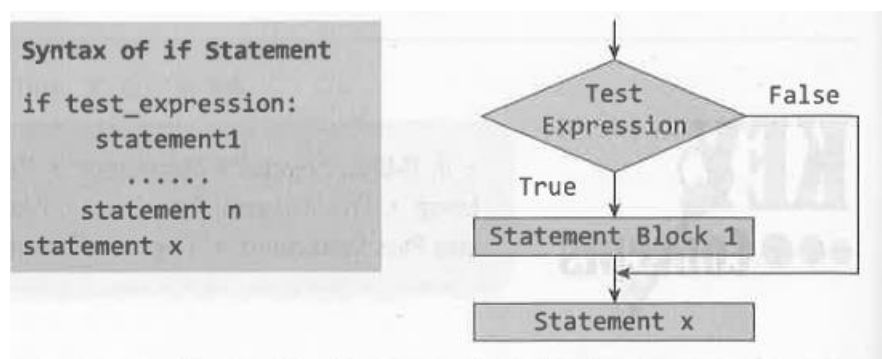 Syntax of if Statement
if test_expression:
statement1
......
statement n
statement x
Test
Expression
False
True
Statement Block 1
Statement x